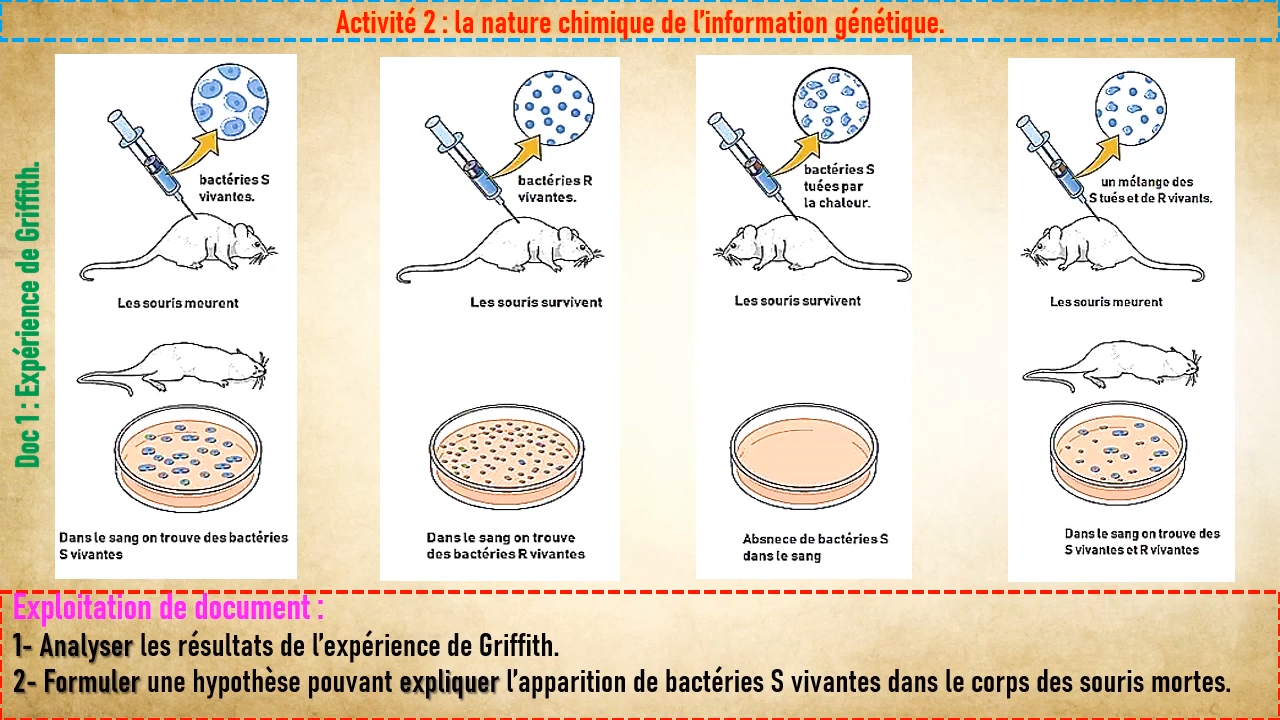 Activité 2 : la nature chimique de l'information génétique.
Doc 1 : Expérience de Griffith.
bactéries S
vivantes.
Les souris meurent
Dans le sang on trouve des bactéries
S vivantes
bactéries R
vivantes.
Les souris survivent
Dans le sang on trouve
des bactéries R vivantes
bactéries S
tuées par
la chaleur.
Les souris survivent
Absnece de bactéries S
dans le sang
un mélange des
S tués et de R vivants.
Les souris meurent
Dans le sang on trouve des
S vivantes et R vivantes
Exploitation de document :
1- Analyser les résultats de l'expérience de Griffith.
2- Formuler une hypothèse pouvant expliquer l'apparition de bactéries S vivantes dans le corps des souris mortes.